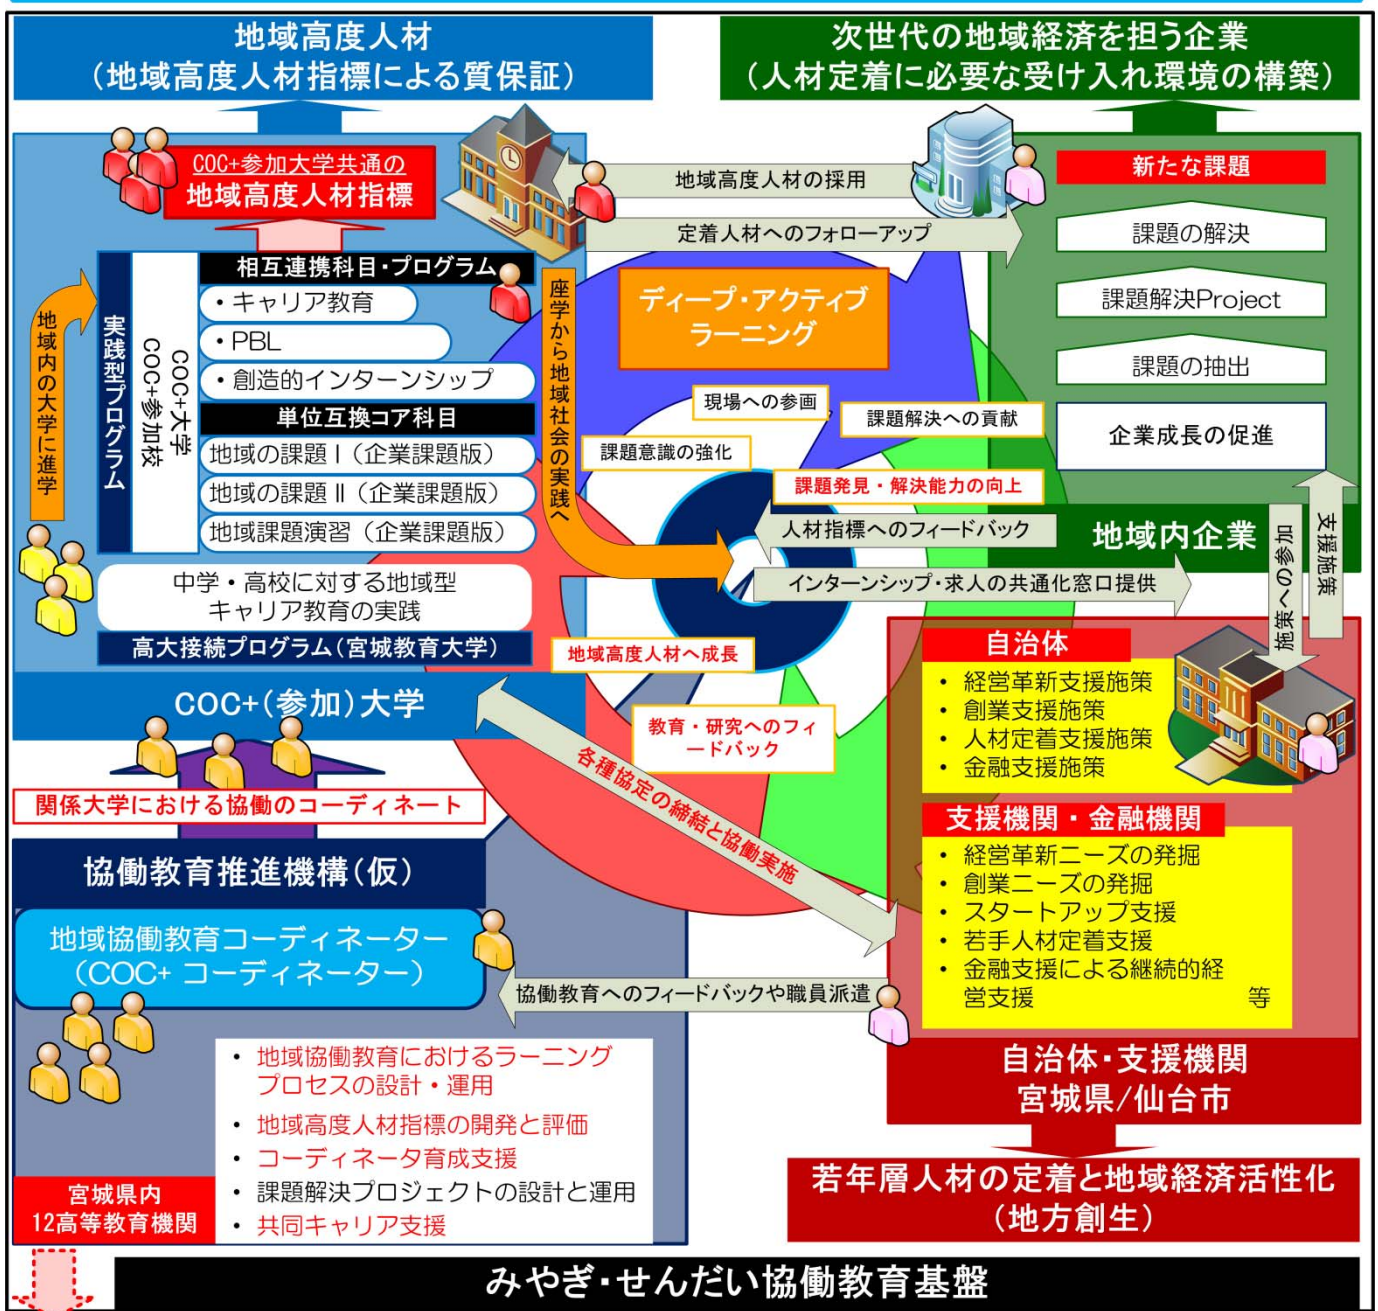 地域高度人材
（地域高度人材指標による質保証）
次世代の地域経済を担う企業
（人材定着に必要な受け入れ環境の構築）
COC+参加大学共通の
地域高度人材指標
地域高度人材の採用
定着人材へのフォローアップ
新たな課題
課題の解決
課題解決Project
課題の抽出
企業成長の促進
地域内企業
地域内の大学に進学
実践型プログラム
COC+大学
COC+参加校
相互連携科目・プログラム
・キャリア教育
・PBL
・創造的インターンシップ
単位互換コア科目
地域の課題Ⅰ（企業課題版）
地域の課題Ⅱ（企業課題版）
地域課題演習（企業課題版）
中学・高校に対する地域型
キャリア教育の実践
高大接続プログラム（宮城教育大学）
COC+（参加）大学
座学から地域社会の実践へ
ディープ・アクティブ
ラーニング
現場への参画
課題解決への貢献
課題意識の強化
課題発見・解決能力の向上
人材指標へのフィードバック
インターンシップ・求人の共通化窓口提供
地域高度人材へ成長
教育・研究へのフィ
ードバック
各種協定の締結と協働実施
施策への参加
支援施策
自治体
・ 経営革新支援施策
・ 創業支援施策
・ 人材定着支援施策
・ 金融支援施策
支援機関・金融機関
・ 経営革新ニーズの発掘
・ 創業ニーズの発掘
・ スタートアップ支援
・ 若手人材定着支援
・ 金融支援による継続的経
営支援 等
自治体・支援機関
宮城県/仙台市
若年層人材の定着と地域経済活性化
（地方創生）
関係大学における協働のコーディネート
協働教育推進機構（仮）
地域協働教育コーディネーター
（COC+ コーディネーター）
協働教育へのフィードバックや職員派遣
・ 地域協働教育におけるラーニング
プロセスの設計・運用
・ 地域高度人材指標の開発と評価
・ コーディネータ育成支援
・ 課題解決プロジェクトの設計と運用
・ 共同キャリア支援
宮城県内
12高等教育機関
みやぎ・せんだい協働教育基盤